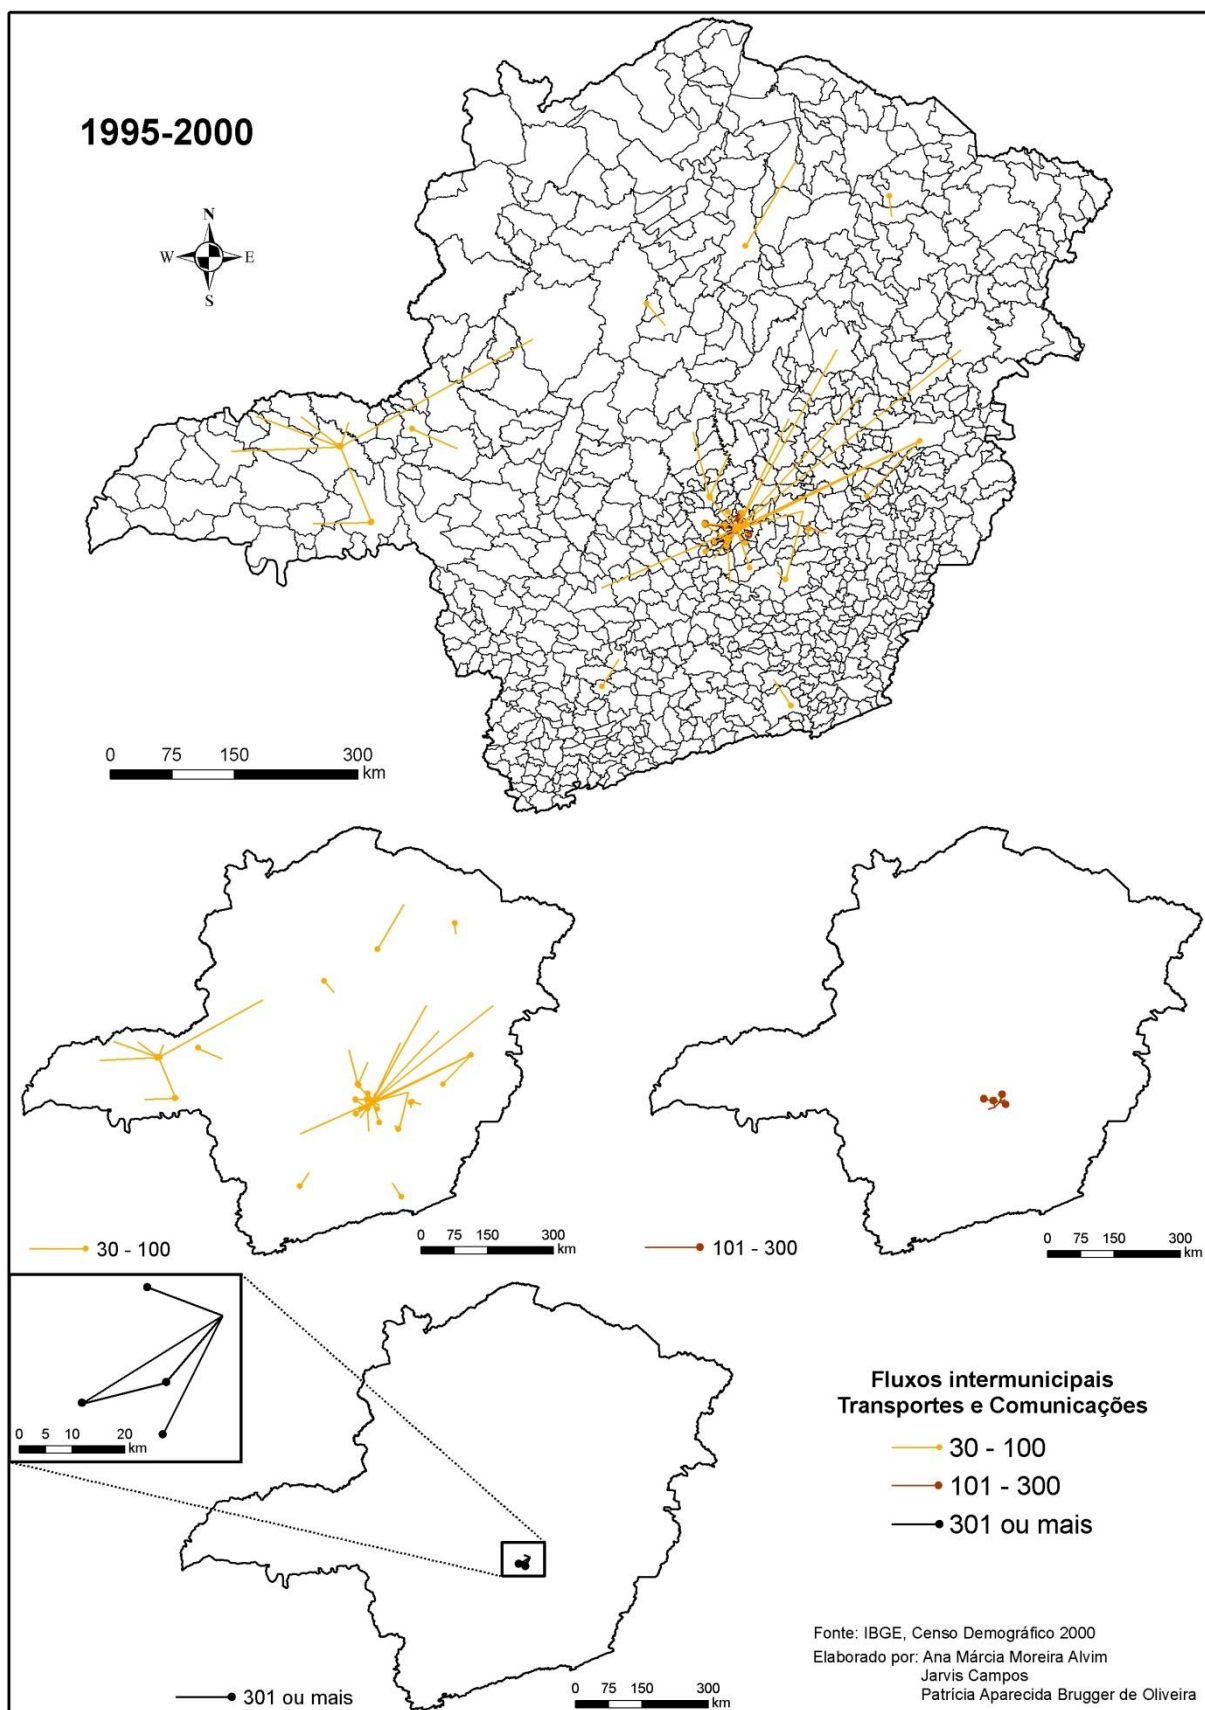 1995-2000
N
W E
S
0 75 150 300
km
30 - 100
0 75 150 300
km
101 - 300
0 75 150 300
km
0 5 10 20
km
Fluxos intermunicipais
Transportes e Comunicações
30 - 100
101 - 300
301 ou mais
301 ou mais
0 75 150 300
km
Fonte: IBGE, Censo Demográfico 2000
Elaborado por: Ana Márcia Moreira Alvim
Jarvis Campos
Patrícia Aparecida Brugger de Oliveira